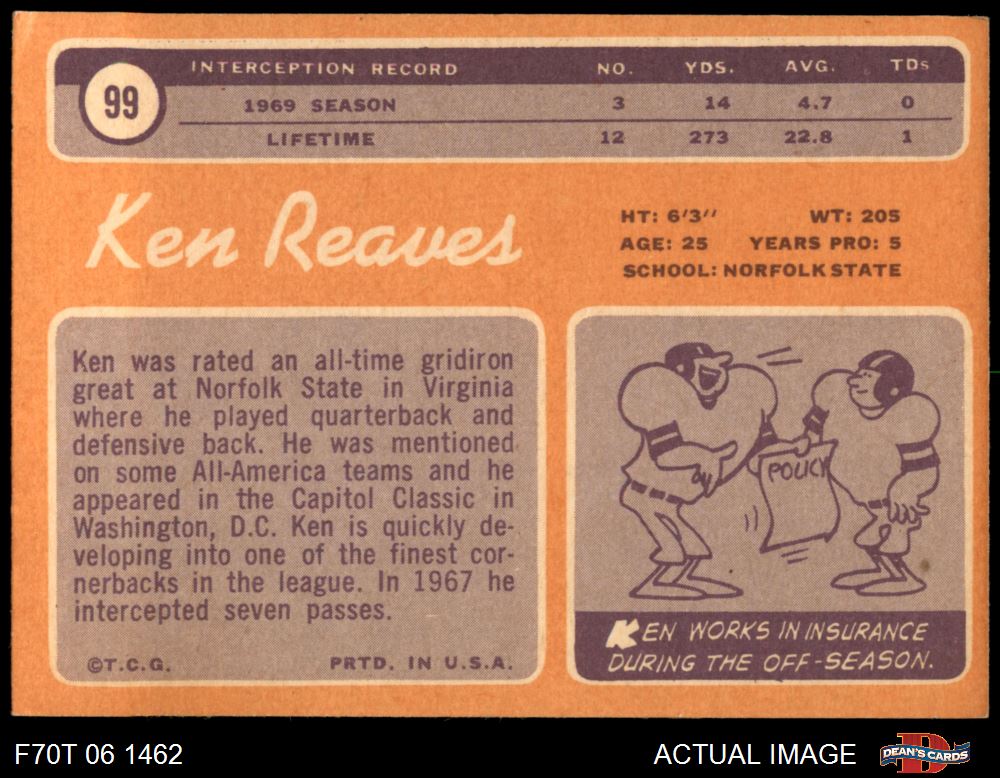 99
INTERCEPTION RECORD NO. YDS. AVG. TDs
1969 SEASON 3 14 4.7 0
LIFETIME 12 273 22.8 1
Ken Reaves
HT: 6'3'' WT: 205
AGE: 25 YEARS PRO: 5
SCHOOL: NORFOLK STATE
Ken was rated an all-time gridiron
great at Norfolk State in Virginia
where he played quarterback and
defensive back. He was mentioned
on some All-America teams and he
appeared in the Capitol Classic in
Washington, D.C. Ken is quickly de-
veloping into one of the finest cor-
nerbacks in the league. In 1967 he
intercepted seven passes.
©T.C.G. PRTD. IN U.S.A.
POLICY
KEN WORKS IN INSURANCE
DURING THE OFF-SEASON.
F70T 06 1462 ACTUAL IMAGE
D
DEAN'S CARDS